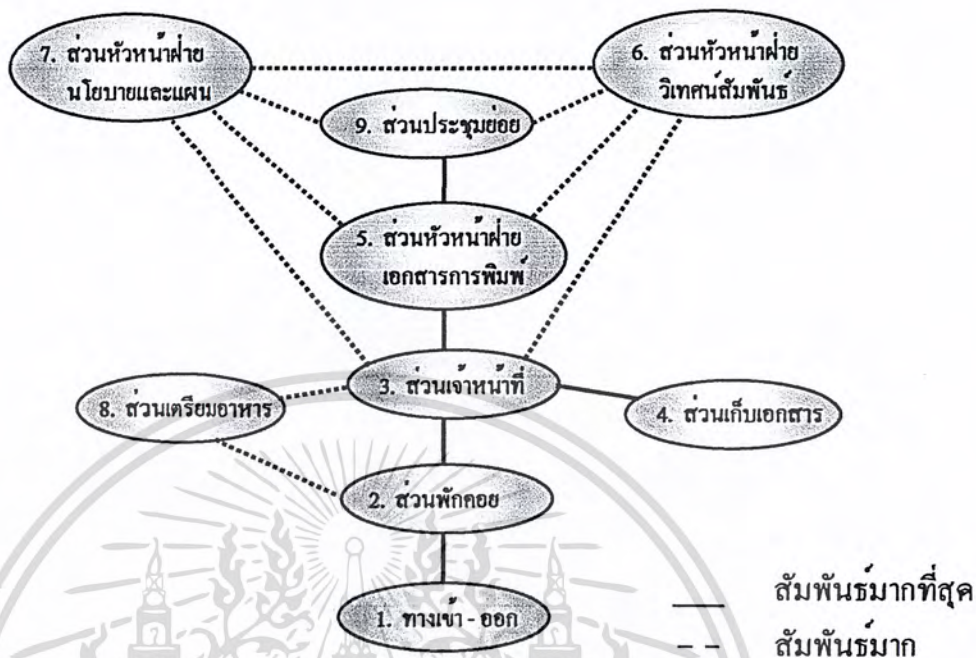 7. ส่วนหัวหน้าฝ่าย
นโยบายและแผน
6. ส่วนหัวหน้าฝ่าย
วิเทศน์สัมพันธ์
9. ส่วนประชุมย่อย
5. ส่วนหัวหน้าฝ่าย
เอกสารการพิมพ์
3. ส่วนเจ้าหน้าที่
8. ส่วนเตรียมอาหาร
4. ส่วนเก็บเอกสาร
2. ส่วนพักคอย
1. ทางเข้า - ออก
สัมพันธ์มากที่สุด
สัมพันธ์มาก